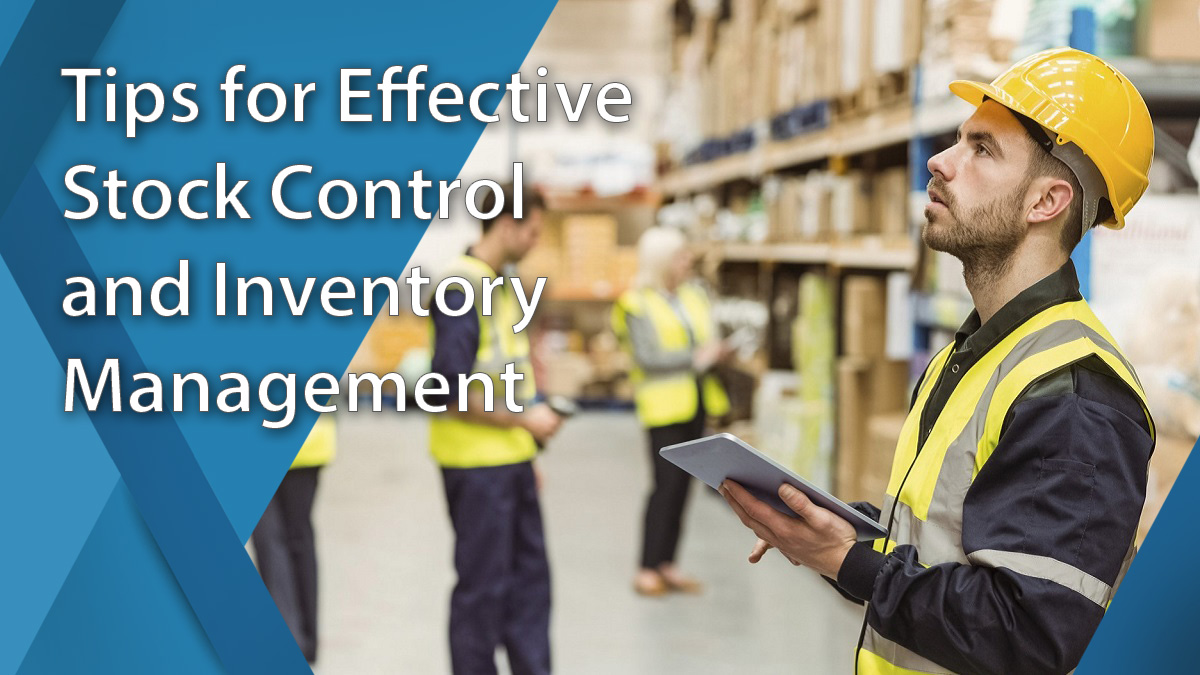 Tips for Effective
Stock Control
and Inventory
Management